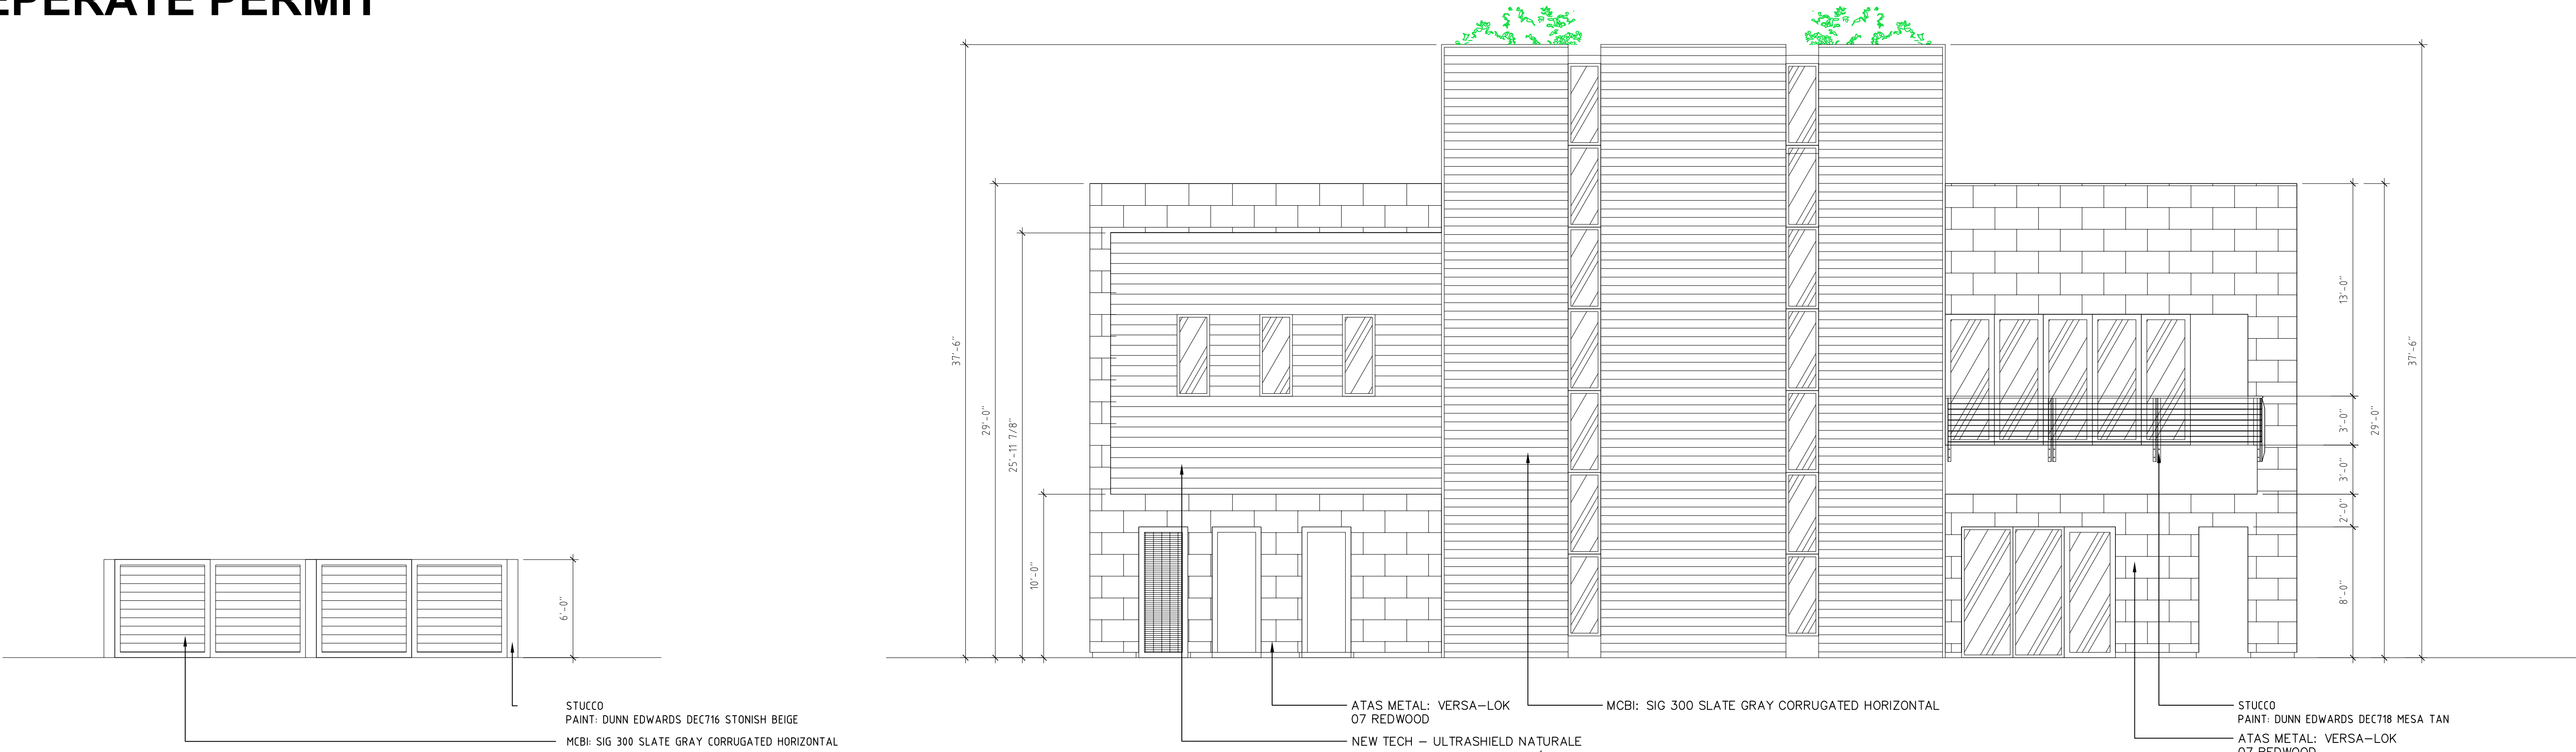 EPERATE PERMIT
37'-6"
29'-0"
25'-11 7/8"
10'-0"
6'-0"
13'-0"
3'-0"
3'-0"
2'-0"
8'-0"
29'-0"
37'-6"
STUCCO
PAINT: DUNN EDWARDS DEC716 STONISH BEIGE
MCBI: SIG 300 SLATE GRAY CORRUGATED HORIZONTAL
ATAS METAL: VERSA-LOK
07 REDWOOD
NEW TECH - ULTRASHIELD NATURALE
MCBI: SIG 300 SLATE GRAY CORRUGATED HORIZONTAL
STUCCO
PAINT: DUNN EDWARDS DEC718 MESA TAN
ATAS METAL: VERSA-LOK
07 REDWOOD